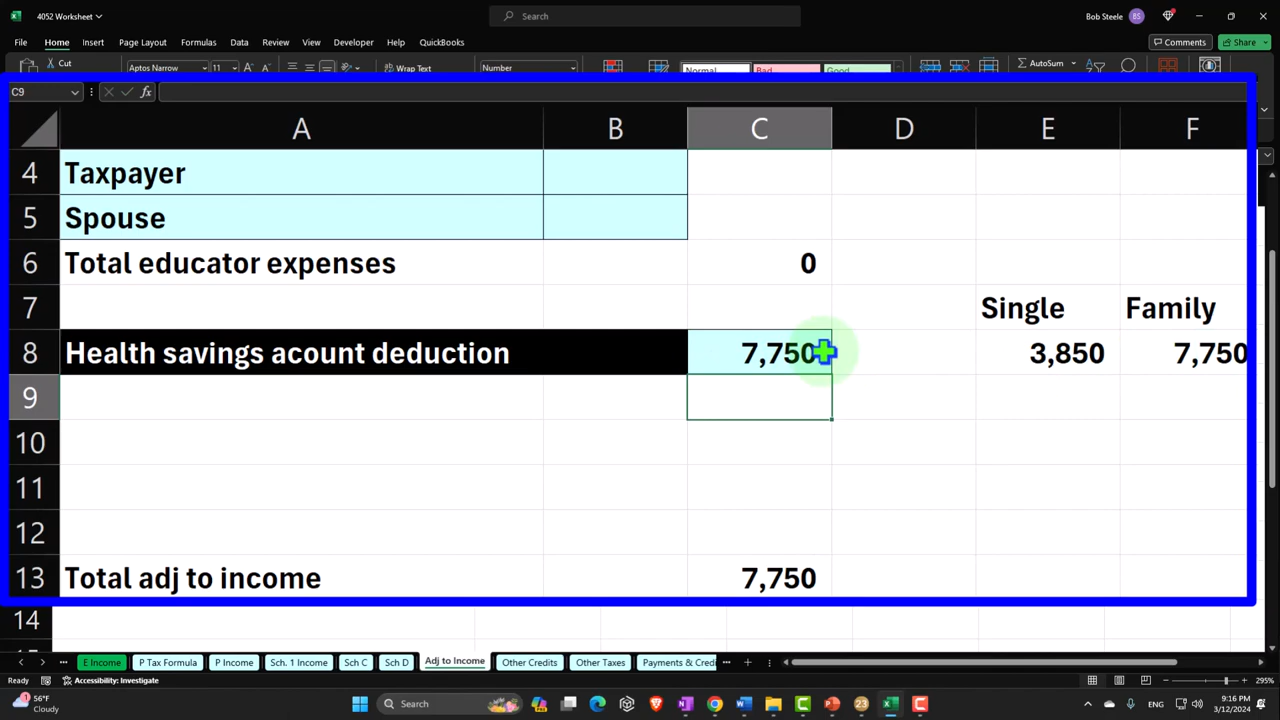 4052 Worksheet
Search
Bob Steele
BS
File Home Insert Page Layout Formulas Data Review View Developer Help QuickBooks
Comments
Share
Cut
Aptos Narrow
11
Wrap Text
Number
Normal
Bad
Good
AutoSum
C9
fx
A B C D E F
4 Taxpayer
5 Spouse
6 Total educator expenses 0
7 Single Family
8 Health savings acount deduction 7,750 3,850 7,750
9
10
11
12
13 Total adj to income 7,750
14
E Income P Tax Formula P Income Sch. 1 Income Sch C Sch D Adj to Income Other Credits Other Taxes Payments & Credi
Ready
Accessibility: Investigate
295%
1
56°F
Cloudy
Search
23
ENG
9:16 PM
3/12/2024